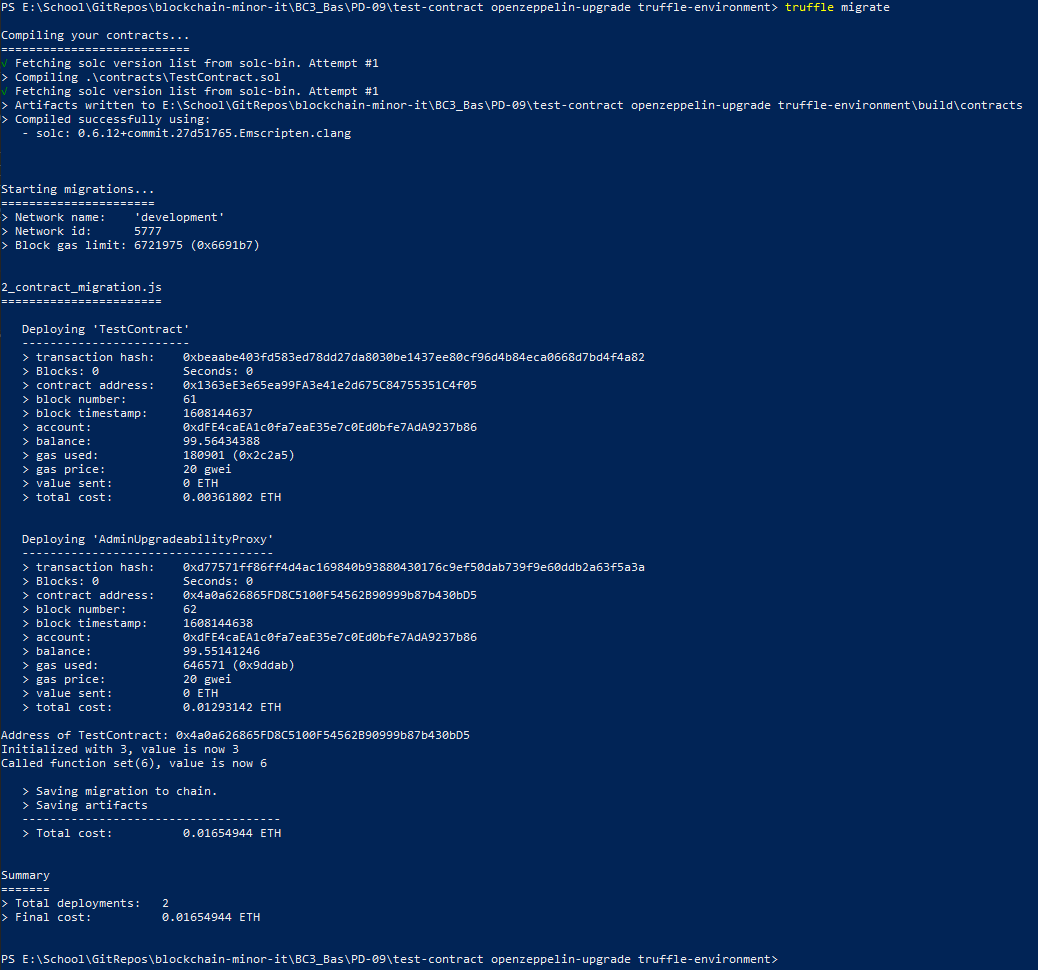 PS E:\School\GitRepos\blockchain-minor-it\BC3_Bas\PD-09\test-contract openzeppelin-upgrade truffle-environment> truffle migrate
Compiling your contracts...
===========================
√ Fetching solc version list from solc-bin. Attempt #1
> Compiling .\contracts\TestContract.sol
√ Fetching solc version list from solc-bin. Attempt #1
> Artifacts written to E:\School\GitRepos\blockchain-minor-it\BC3_Bas\PD-09\test-contract openzeppelin-upgrade truffle-environment\build\contracts
> Compiled successfully using:
- solc: 0.6.12+commit.27d51765.Emscripten.clang
Starting migrations...
======================
> Network name: 'development'
> Network id: 5777
> Block gas limit: 6721975 (0x6691b7)
2_contract_migration.js
=======================
Deploying 'TestContract'
------------------------
> transaction hash: 0xbeaabe403fd583ed78dd27da8030be1437ee80cf96d4b84eca0668d7bd4f4a82
> Blocks: 0 Seconds: 0
> contract address: 0x1363eE3e65ea99FA3e41e2d675C84755351C4f05
> block number: 61
> block timestamp: 1608144637
> account: 0xdFE4caEA1c0fa7eaE35e7c0Ed0bfe7AdA9237b86
> balance: 99.56434388
> gas used: 180901 (0x2c2a5)
> gas price: 20 gwei
> value sent: 0 ETH
> total cost: 0.00361802 ETH
Deploying 'AdminUpgradeabilityProxy'
------------------------------------
> transaction hash: 0xd77571ff86ff4d4ac169840b93880430176c9ef50dab739f9e60ddb2a63f5a3a
> Blocks: 0 Seconds: 0
> contract address: 0x4a0a626865FD8C5100F54562B90999b87b430bD5
> block number: 62
> block timestamp: 1608144638
> account: 0xdFE4caEA1c0fa7eaE35e7c0Ed0bfe7AdA9237b86
> balance: 99.55141246
> gas used: 646571 (0x9ddab)
> gas price: 20 gwei
> value sent: 0 ETH
> total cost: 0.01293142 ETH
Address of TestContract: 0x4a0a626865FD8C5100F54562B90999b87b430bD5
Initialized with 3, value is now 3
Called function set(6), value is now 6
> Saving migration to chain.
> Saving artifacts
-------------------------------------
> Total cost: 0.01654944 ETH
Summary
=======
> Total deployments: 2
> Final cost: 0.01654944 ETH
PS E:\School\GitRepos\blockchain-minor-it\BC3_Bas\PD-09\test-contract openzeppelin-upgrade truffle-environment>